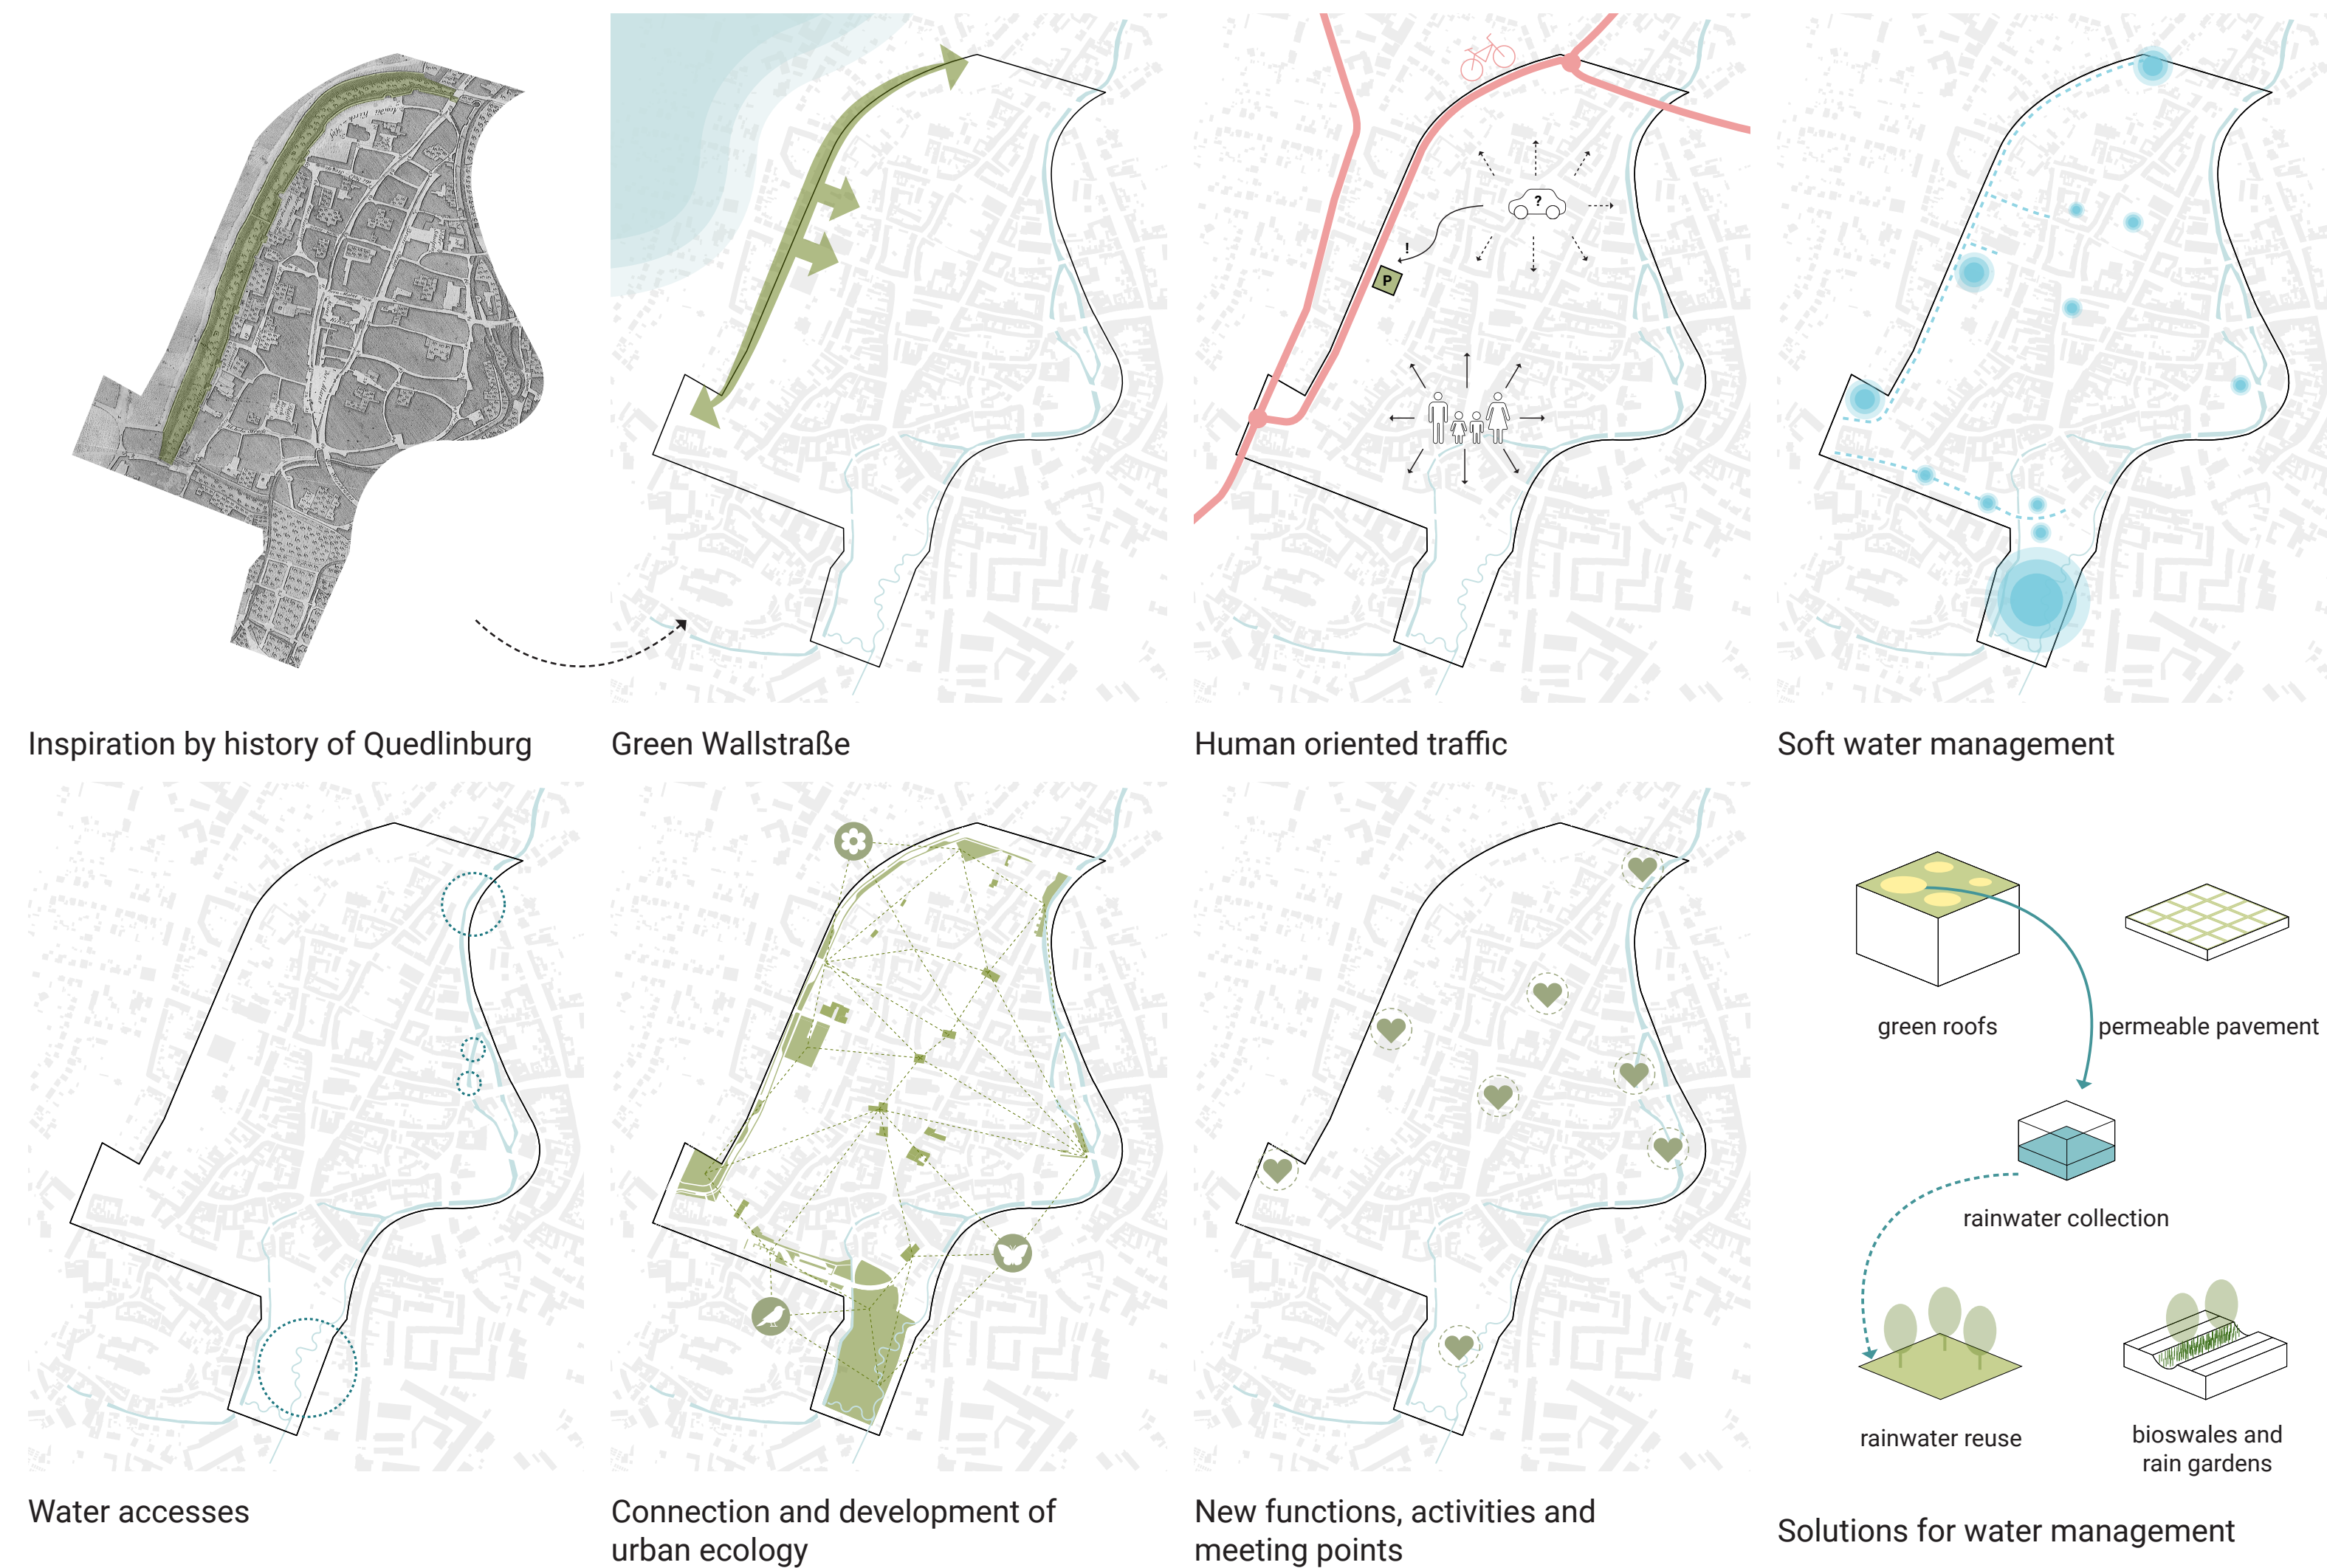 ?
!
P
Inspiration by history of Quedlinburg
Green Wallstraße
Human oriented traffic
Soft water management
green roofs
permeable pavement
rainwater collection
rainwater reuse
bioswales and
rain gardens
Water accesses
Connection and development of
urban ecology
New functions, activities and
meeting points
Solutions for water management